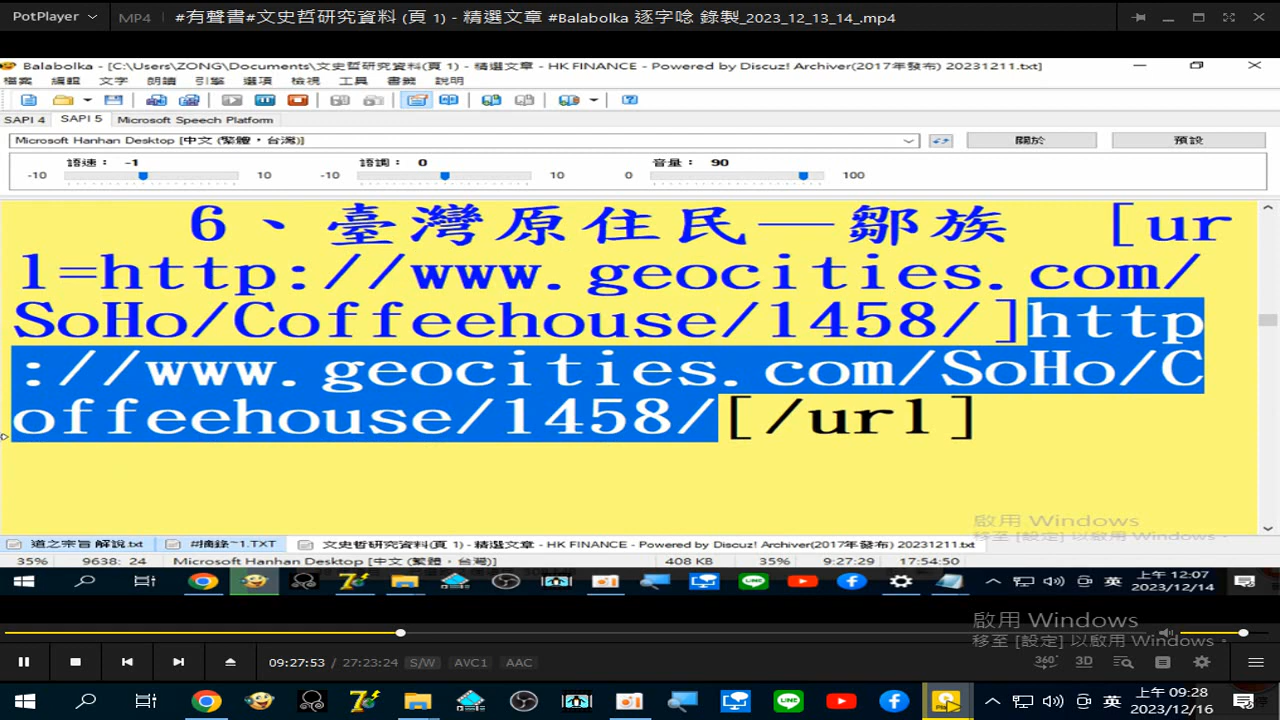 PotPlayer MP4 #有聲書#文史哲研究資料 (頁 1) - 精選文章 #Balabolka 逐字唸 錄製_2023_12_13_14_.mp4
Balabolka - [C:\Users\ZONG\Documents\文史哲研究資料(頁 1) - 精選文章 - HK FINANCE - Powered by Discuz! Archiver(2017年發布) 20231211.txt]
檔案 編輯 文字 朗讀 引擎 選項 檢視 工具 書籤 說明
SAPI 4 SAPI 5 Microsoft Speech Platform
Microsoft Hanhan Desktop [中文 (繁體，台灣)] 關於 預設
語速： -1 語調： 0 音量： 90
-10 10 -10 10 0 100
6、臺灣原住民—鄒族 [ur
l=http://www.geocities.com/
SoHo/Coffeehouse/1458/]http
://www.geocities.com/SoHo/C
offeehouse/1458/[/url]
啟用 Windows
移至 [設定] 以啟用 Windows。
道之宗旨 解說.txt #摘錄~1.TXT 文史哲研究資料(頁 1) - 精選文章 - HK FINANCE - Powered by Discuz! Archiver(2017年發布) 20231211.txt
35% 9638: 24 Microsoft Hanhan Desktop [中文 (繁體，台灣)] 408 KB 35% 9:27:29 17:54:50
英 上午 12:07
2023/12/14
啟用 Windows
移至 [設定] 以啟用 Windows。
09:27:53 / 27:23:24 S/W AVC1 AAC 360° 3D
英 上午 09:28
2023/12/16